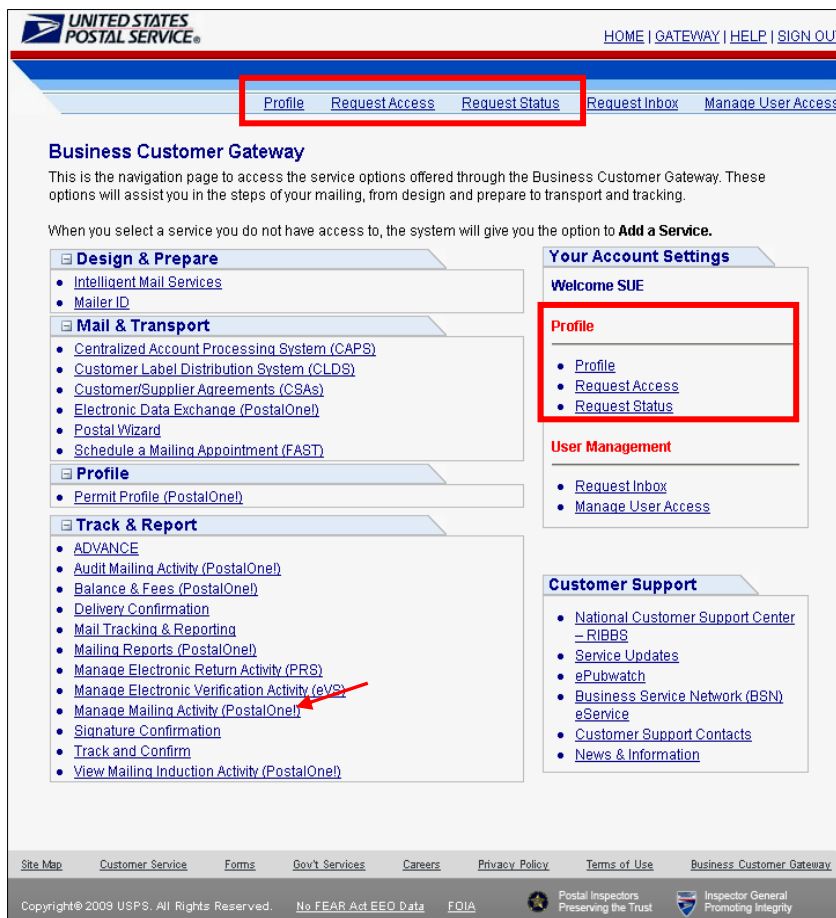 UNITED STATES
POSTAL SERVICE®
HOME | GATEWAY | HELP | SIGN OU
Profile Request Access Request Status Request Inbox Manage User Access
Business Customer Gateway
This is the navigation page to access the service options offered through the Business Customer Gateway. These
options will assist you in the steps of your mailing, from design and prepare to transport and tracking.
When you select a service you do not have access to, the system will give you the option to Add a Service.
Design & Prepare
• Intelligent Mail Services
• Mailer ID
Mail & Transport
• Centralized Account Processing System (CAPS)
• Customer Label Distribution System (CLDS)
• Customer/Supplier Agreements (CSAs)
• Electronic Data Exchange (PostalOne!)
• Postal Wizard
• Schedule a Mailing Appointment (FAST)
Profile
• Permit Profile (PostalOne!)
Track & Report
• ADVANCE
• Audit Mailing Activity (PostalOne!)
• Balance & Fees (PostalOne!)
• Delivery Confirmation
• Mail Tracking & Reporting
• Mailing Reports (PostalOne!)
• Manage Electronic Return Activity (PRS)
• Manage Electronic Verification Activity (eVS)
• Manage Mailing Activity (PostalOne!)
• Signature Confirmation
• Track and Confirm
• View Mailing Induction Activity (PostalOne!)
Your Account Settings
Welcome SUE
Profile
• Profile
• Request Access
• Request Status
User Management
• Request Inbox
• Manage User Access
Customer Support
• National Customer Support Center
– RIBBS
• Service Updates
• ePubwatch
• Business Service Network (BSN)
eService
• Customer Support Contacts
• News & Information
Site Map Customer Service Forms Gov't Services Careers Privacy Policy Terms of Use Business Customer Gateway
Copyright© 2009 USPS. All Rights Reserved. No FEAR Act EEO Data FOIA
Postal Inspectors
Preserving the Trust
Inspector General
Promoting Integrity